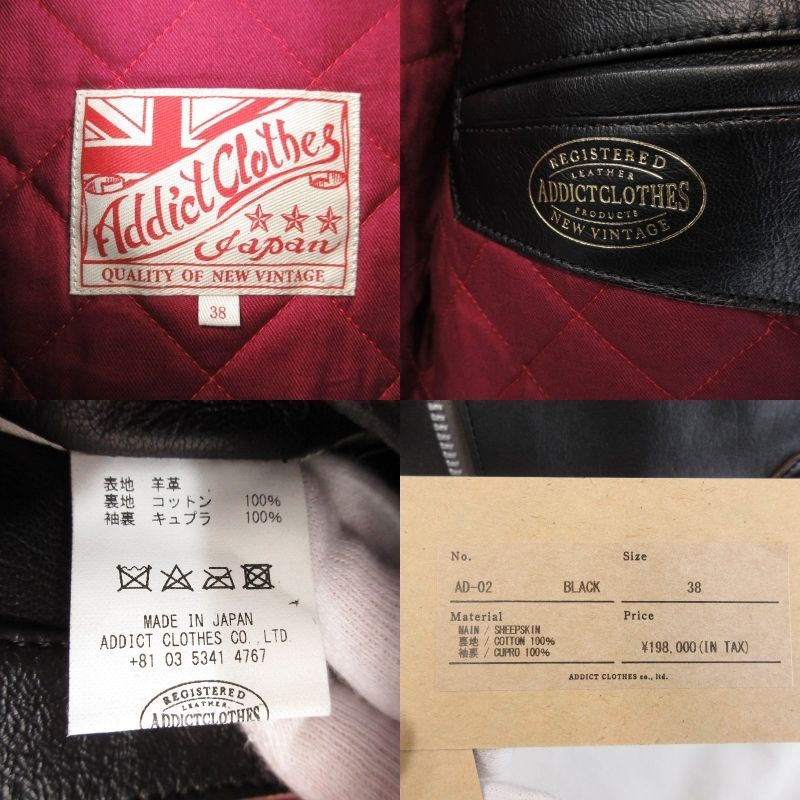 Addict Clothes
Japan
QUALITY OF NEW VINTAGE
38
REGISTERED
LEATHER
ADDICTCLOTHES
PRODUCTS
NEW VINTAGE
表地 羊革
裏地 コットン 100%
袖裏 キュプラ 100%
MADE IN JAPAN
ADDICT CLOTHES CO.,LTD.
+81 03 5341 4767
REGISTERED
LEATHER
ADDICTCLOTHES
No. Size
AD-02 BLACK 38
Material Price
MAIN / SHEEPSKIN
裏地 / COTTON 100%
袖裏 / CUPRO 100%
¥198,000(IN TAX)
ADDICT CLOTHES co., ltd.